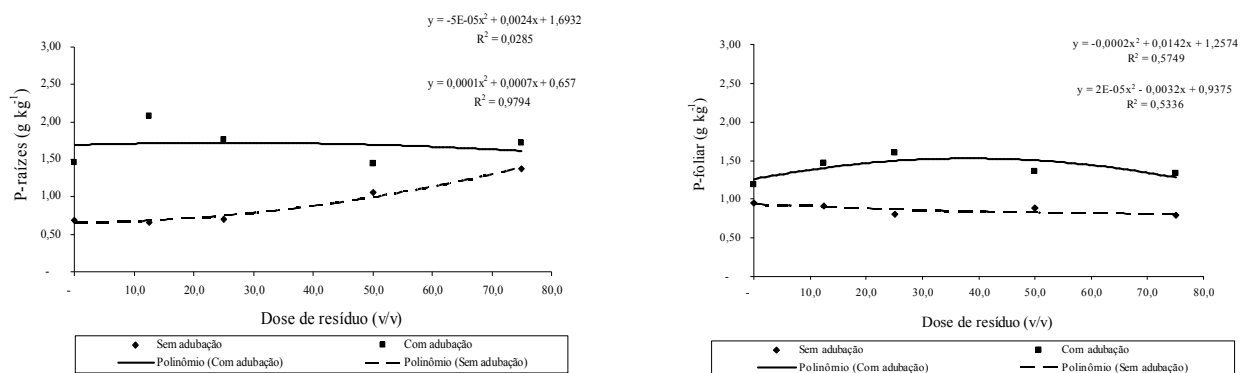 y = -5E-05x² + 0,0024x + 1,6932
R² = 0,0285
y = 0,0001x² + 0,0007x + 0,657
R² = 0,9794
3,00
2,50
2,00
1,50
1,00
0,50
-
P-raízes (g kg⁻¹)
- 10,0 20,0 30,0 40,0 50,0 60,0 70,0 80,0
Dose de resíduo (v/v)
Sem adubação Com adubação
Polinômio (Com adubação) Polinômio (Sem adubação)
y = -0,0002x² + 0,0142x + 1,2574
R² = 0,5749
y = 2E-05x² - 0,0032x + 0,9375
R² = 0,5336
3,00
2,50
2,00
1,50
1,00
0,50
-
P-foliar (g kg⁻¹)
- 10,0 20,0 30,0 40,0 50,0 60,0 70,0 80,0
Dose de resíduo (v/v)
Sem adubação Com adubação
Polinômio (Com adubação) Polinômio (Sem adubação)